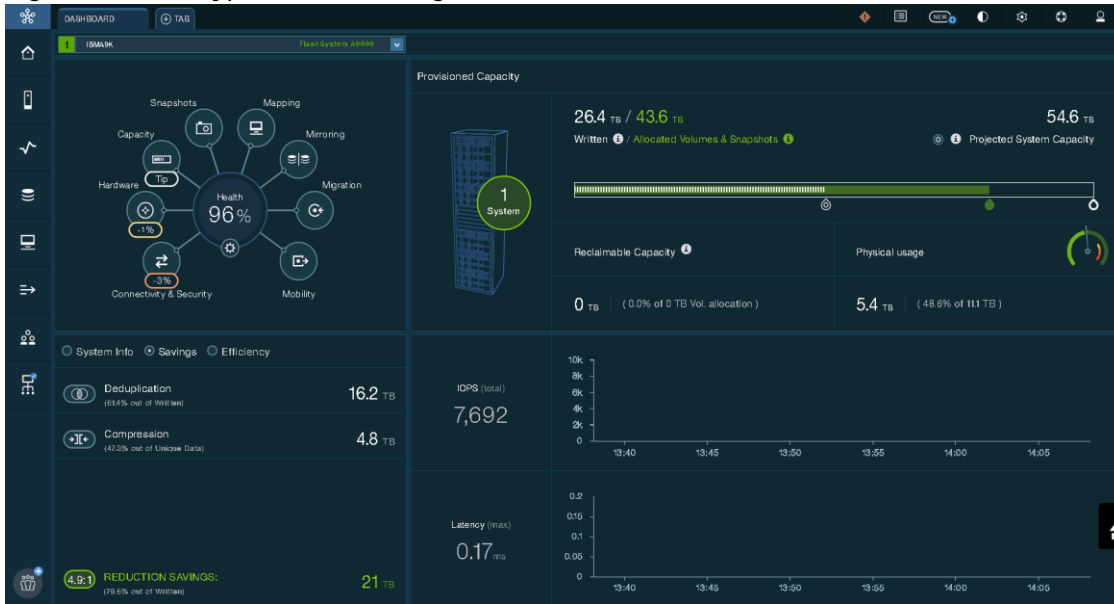 DASHBOARD
TAB
NEW
1 ISMA9K FlashSystem A9000
Snapshots
Mapping
Capacity
Mirroring
Tip
Hardware
Migration
Health
96%
-1%
-3%
Connectivity & Security
Mobility
Provisioned Capacity
1
System
26.4 TB / 43.6 TB
54.6 TB
Written / Allocated Volumes & Snapshots
Projected System Capacity
Reclaimable Capacity
Physical usage
0 TB ( 0.0% of 0 TB Vol. allocation )
5.4 TB ( 48.6% of 11.1 TB )
System Info Savings Efficiency
Deduplication
16.2 TB
(61.4% out of Written)
Compression
4.8 TB
(47.3% out of Unique Data)
4.9:1 REDUCTION SAVINGS:
21 TB
(79.6% out of Written)
IOPS (total)
7,692
10k
8k
6k
4k
2k
0
13:40 13:45 13:50 13:55 14:00 14:05
Latency (max)
0.17 ms
0.2
0.15
0.1
0.05
0
13:40 13:45 13:50 13:55 14:00 14:05